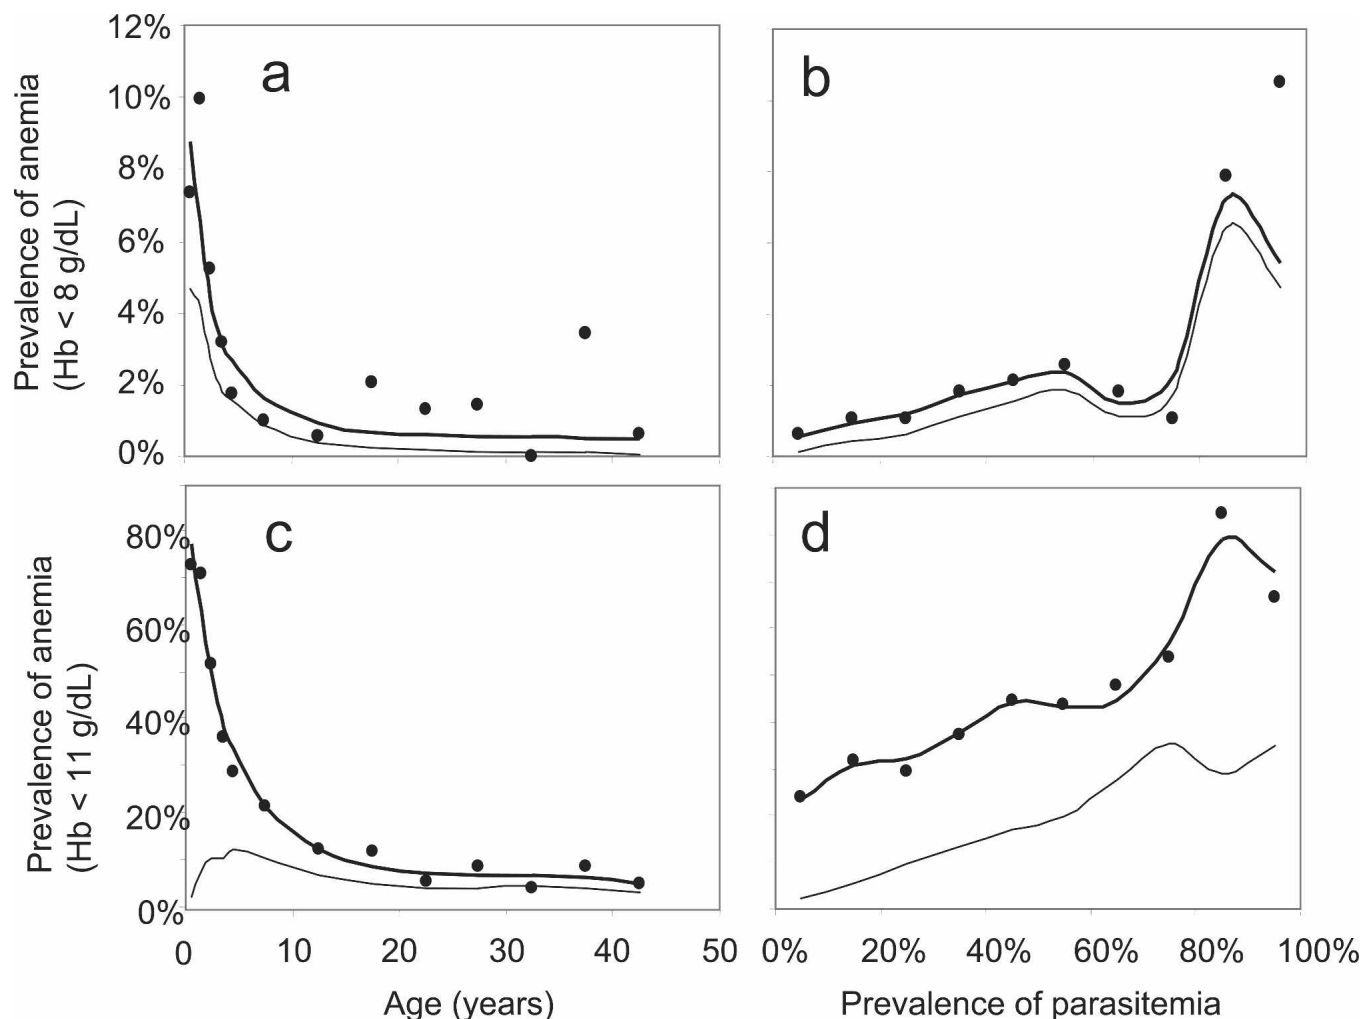 Prevalence of anemia
(Hb < 8 g/dL)
12%
10%
8%
6%
4%
2%
0%
a
b
Prevalence of anemia
(Hb < 11 g/dL)
80%
60%
40%
20%
0%
c
d
0 10 20 30 40 50
0% 20% 40% 60% 80% 100%
Age (years)
Prevalence of parasitemia